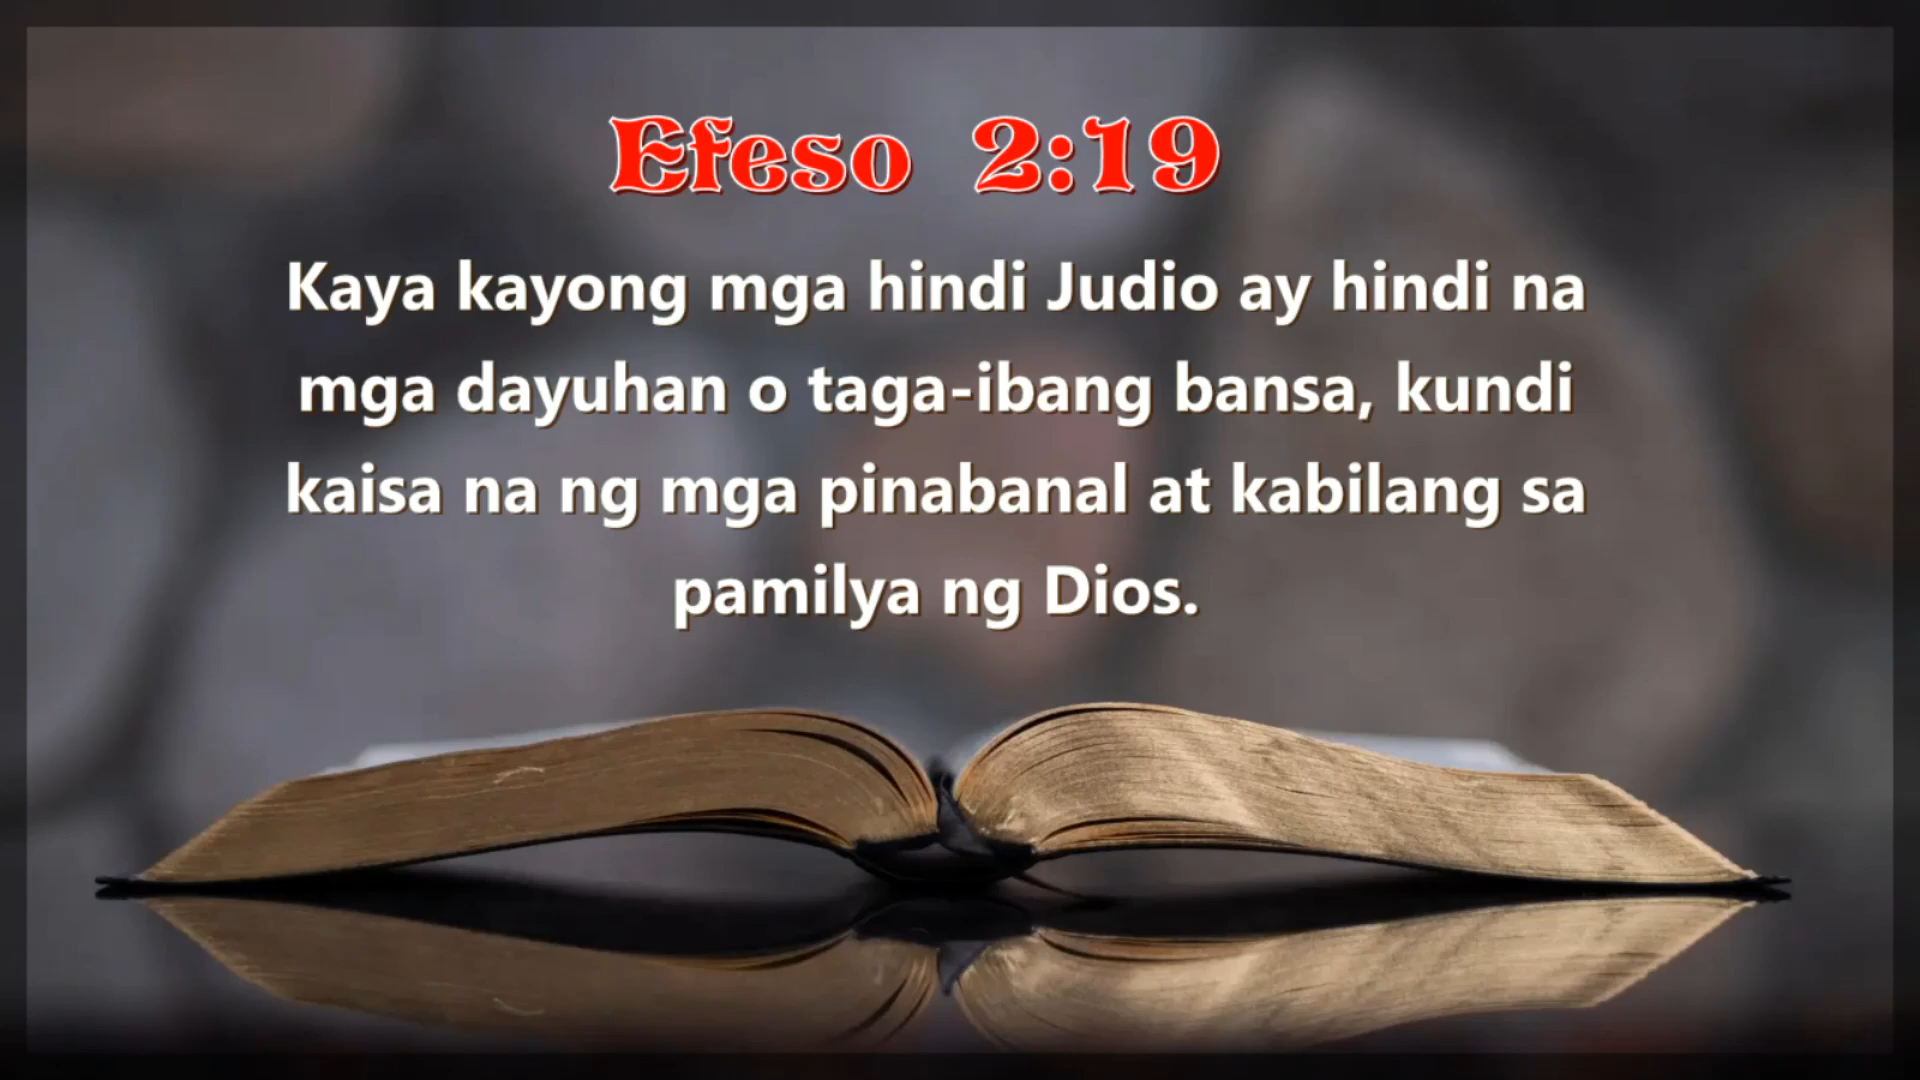 Efeso 2:19
Kaya kayong mga hindi Judio ay hindi na
mga dayuhan o taga-ibang bansa, kundi
kaisa na ng mga pinabanal at kabilang sa
pamilya ng Dios.